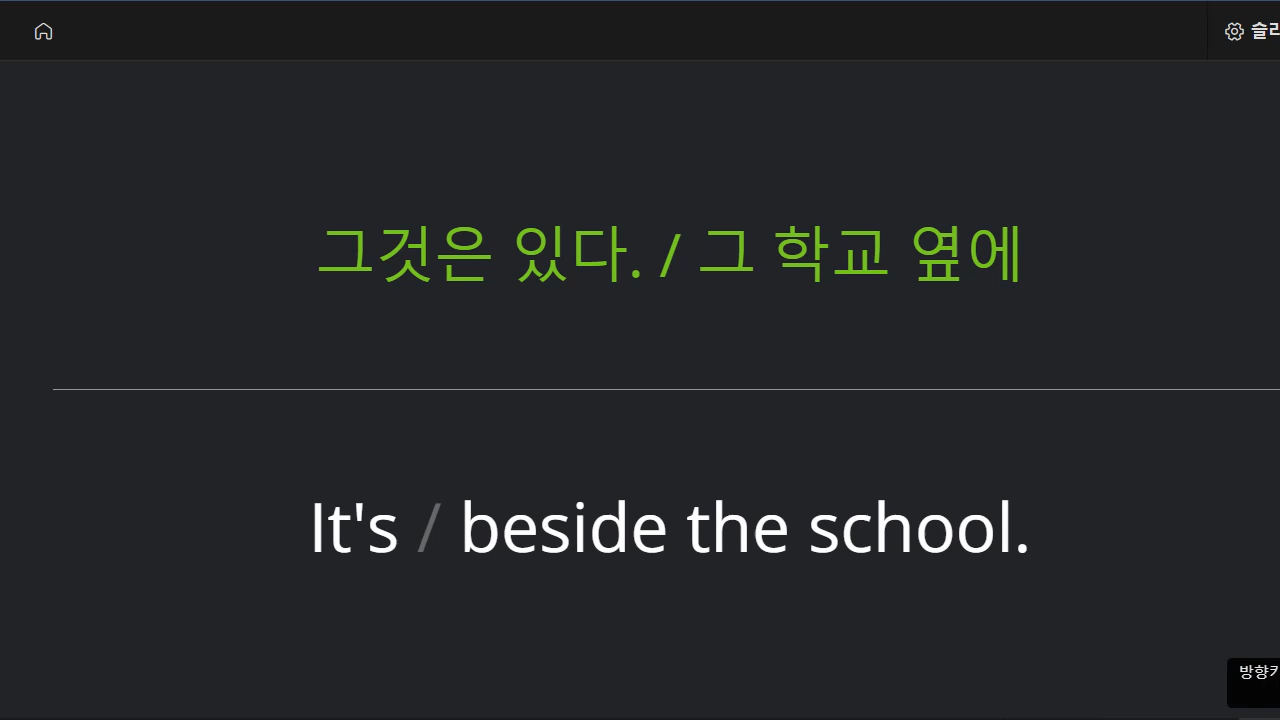 그것은 있다. / 그 학교 옆에
It's / beside the school.